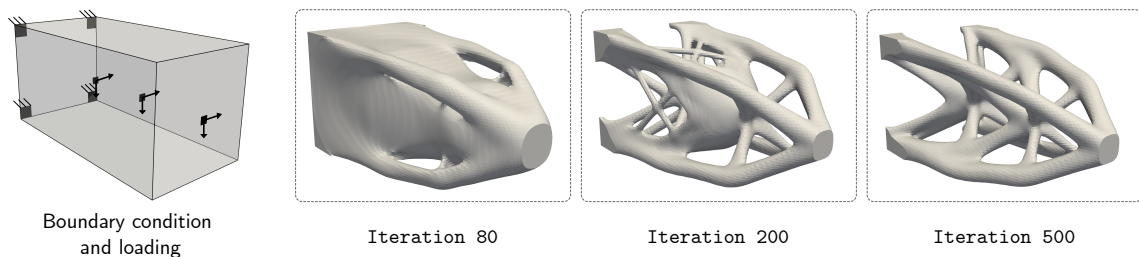 Boundary condition
and loading
Iteration 80
Iteration 200
Iteration 500